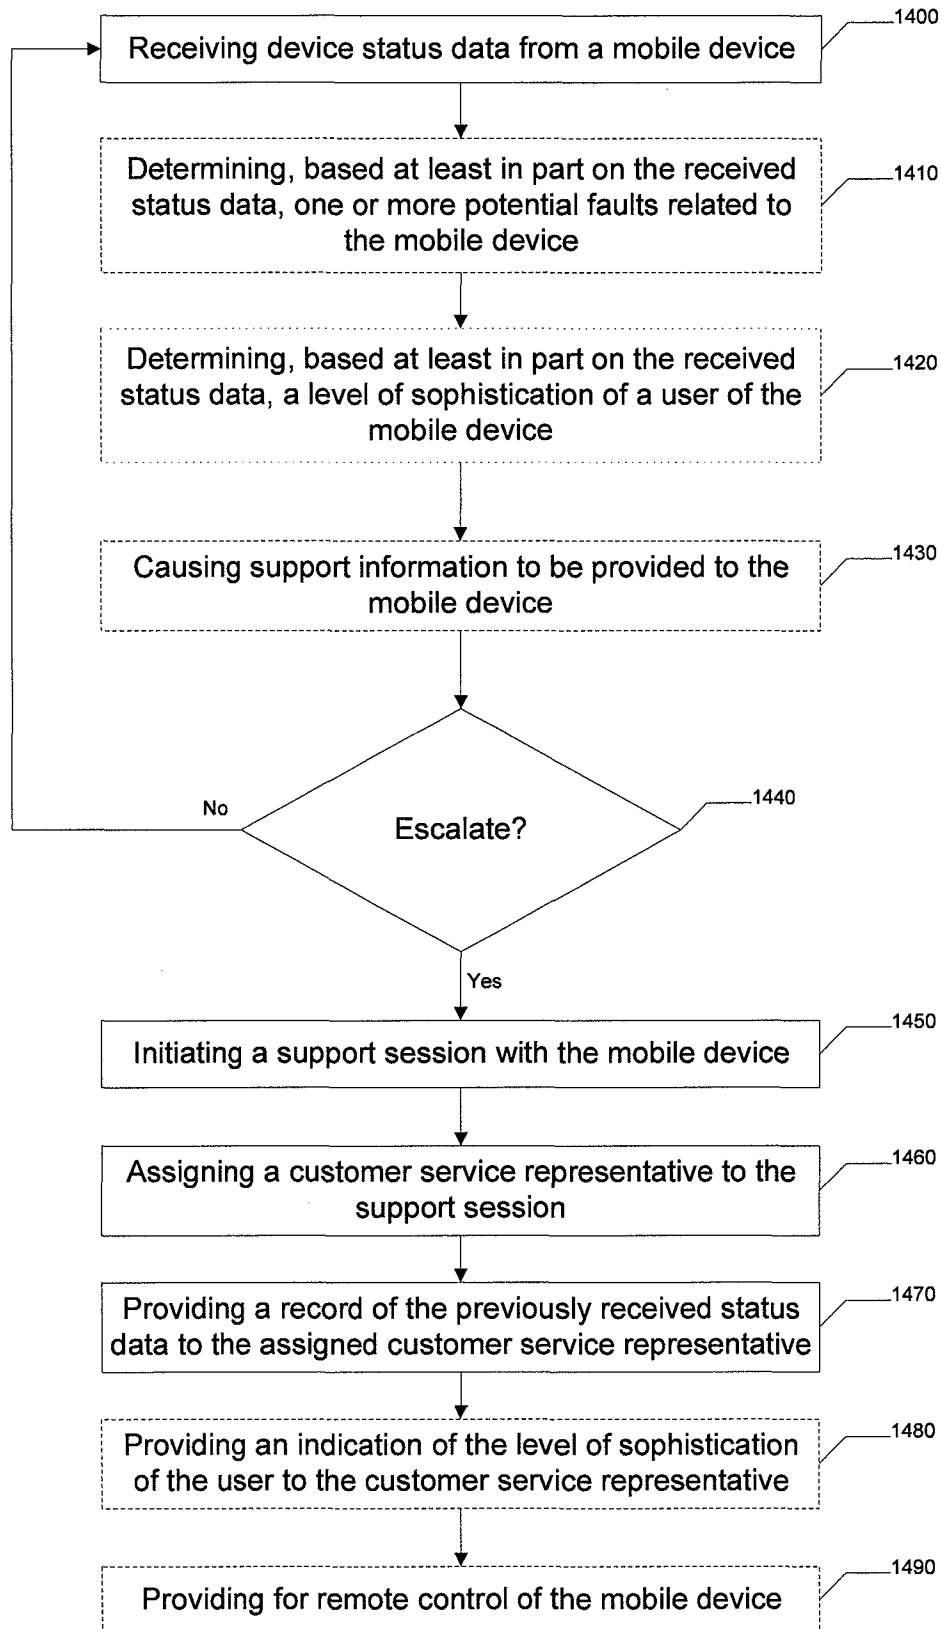 1400
Receiving device status data from a mobile device
1410
Determining, based at least in part on the received
status data, one or more potential faults related to
the mobile device
1420
Determining, based at least in part on the received
status data, a level of sophistication of a user of the
mobile device
1430
Causing support information to be provided to the
mobile device
No
1440
Escalate?
Yes
1450
Initiating a support session with the mobile device
1460
Assigning a customer service representative to the
support session
1470
Providing a record of the previously received status
data to the assigned customer service representative
1480
Providing an indication of the level of sophistication
of the user to the customer service representative
1490
Providing for remote control of the mobile device